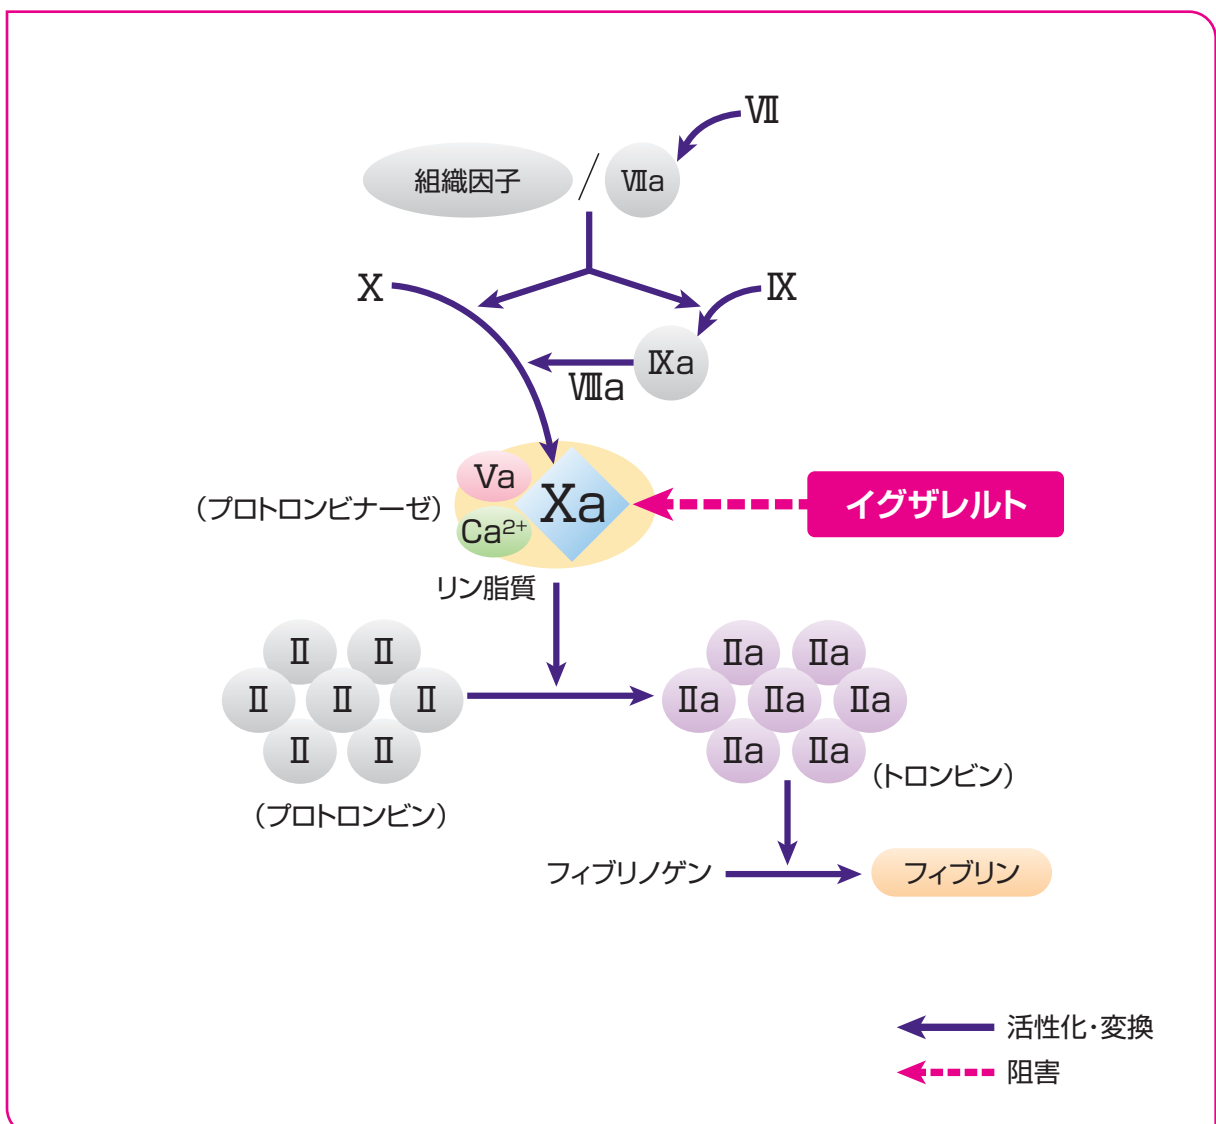 Ⅶ
組織因子 / Ⅶa
Ⅹ
Ⅸ
Ⅸa
Ⅷa
Ⅴa
Ⅹa
Ca²⁺
(プロトロンビナーゼ)
イグザレルト
リン脂質
Ⅱ Ⅱ
Ⅱ Ⅱ Ⅱ
Ⅱ Ⅱ
(プロトロンビン)
Ⅱa Ⅱa
Ⅱa Ⅱa Ⅱa
Ⅱa Ⅱa
(トロンビン)
フィブリノゲン
フィブリン
活性化・変換
阻害